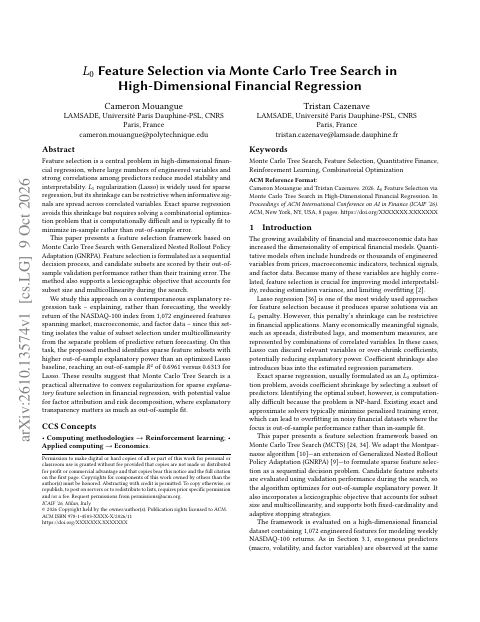 L₀ Feature Selection via Monte Carlo Tree Search in
High-Dimensional Financial Regression
Cameron Mouangue
LAMSADE, Université Paris Dauphine-PSL, CNRS
Paris, France
cameron.mouangue@polytechnique.edu
Tristan Cazenave
LAMSADE, Université Paris Dauphine-PSL, CNRS
Paris, France
tristan.cazenave@lamsade.dauphine.fr
arXiv:2610.13574v1 [cs.LG] 9 Oct 2026
Abstract
Feature selection is a central problem in high-dimensional finan-
cial regression, where large numbers of engineered variables and
strong correlations among predictors reduce model stability and
interpretability. L₁ regularization (Lasso) is widely used for sparse
regression, but its shrinkage can be restrictive when informative sig-
nals are spread across correlated variables. Exact sparse regression
avoids this shrinkage but requires solving a combinatorial optimiza-
tion problem that is computationally difficult and is typically fit to
minimize in-sample error rather than out-of-sample error.
This paper presents a feature selection framework based on
Monte Carlo Tree Search with Generalized Nested Rollout Policy
Adaptation (GNRPA). Feature selection is formulated as a sequential
decision process, and candidate subsets are scored by their out-of-
sample validation performance rather than their training error. The
method also supports a lexicographic objective that accounts for
subset size and multicollinearity during the search.
We study this approach on a contemporaneous explanatory re-
gression task – explaining, rather than forecasting, the weekly
return of the NASDAQ-100 index from 1,072 engineered features
spanning market, macroeconomic, and factor data – since this set-
ting isolates the value of subset selection under multicollinearity
from the separate problem of predictive return forecasting. On this
task, the proposed method identifies sparse feature subsets with
higher out-of-sample explanatory power than an optimized Lasso
baseline, reaching an out-of-sample R² of 0.6961 versus 0.6313 for
Lasso. These results suggest that Monte Carlo Tree Search is a
practical alternative to convex regularization for sparse explana-
tory feature selection in financial regression, with potential value
for factor attribution and risk decomposition, where explanatory
transparency matters as much as out-of-sample fit.
CCS Concepts
• Computing methodologies → Reinforcement learning; •
Applied computing → Economics.
Permission to make digital or hard copies of all or part of this work for personal or
classroom use is granted without fee provided that copies are not made or distributed
for profit or commercial advantage and that copies bear this notice and the full citation
on the first page. Copyrights for components of this work owned by others than the
author(s) must be honored. Abstracting with credit is permitted. To copy otherwise, or
republish, to post on servers or to redistribute to lists, requires prior specific permission
and/or a fee. Request permissions from permissions@acm.org.
ICAIF '26, Milan, Italy
© 2026 Copyright held by the owner/author(s). Publication rights licensed to ACM.
ACM ISBN 978-1-4503-XXXX-X/2026/11
https://doi.org/XXXXXXX.XXXXXXX
Keywords
Monte Carlo Tree Search, Feature Selection, Quantitative Finance,
Reinforcement Learning, Combinatorial Optimization
ACM Reference Format:
Cameron Mouangue and Tristan Cazenave. 2026. L₀ Feature Selection via
Monte Carlo Tree Search in High-Dimensional Financial Regression. In
Proceedings of ACM International Conference on AI in Finance (ICAIF '26).
ACM, New York, NY, USA, 8 pages. https://doi.org/XXXXXXX.XXXXXXX
1 Introduction
The growing availability of financial and macroeconomic data has
increased the dimensionality of empirical financial models. Quanti-
tative models often include hundreds or thousands of engineered
variables from prices, macroeconomic indicators, technical signals,
and factor data. Because many of these variables are highly corre-
lated, feature selection is crucial for improving model interpretabil-
ity, reducing estimation variance, and limiting overfitting [2].
Lasso regression [36] is one of the most widely used approaches
for feature selection because it produces sparse solutions via an
L₁ penalty. However, this penalty's shrinkage can be restrictive
in financial applications. Many economically meaningful signals,
such as spreads, distributed lags, and momentum measures, are
represented by combinations of correlated variables. In these cases,
Lasso can discard relevant variables or over-shrink coefficients,
potentially reducing explanatory power. Coefficient shrinkage also
introduces bias into the estimated regression parameters.
Exact sparse regression, usually formulated as an L₀ optimiza-
tion problem, avoids coefficient shrinkage by selecting a subset of
predictors. Identifying the optimal subset, however, is computation-
ally difficult because the problem is NP-hard. Existing exact and
approximate solvers typically minimize penalized training error,
which can lead to overfitting in noisy financial datasets where the
focus is out-of-sample performance rather than in-sample fit.
This paper presents a feature selection framework based on
Monte Carlo Tree Search (MCTS) [24, 34]. We adapt the Montpar-
nasse algorithm [10]—an extension of Generalized Nested Rollout
Policy Adaptation (GNRPA) [9]—to formulate sparse feature selec-
tion as a sequential decision problem. Candidate feature subsets
are evaluated using validation performance during the search, so
the algorithm optimizes for out-of-sample explanatory power. It
also incorporates a lexicographic objective that accounts for subset
size and multicollinearity, and supports both fixed-cardinality and
adaptive stopping strategies.
The framework is evaluated on a high-dimensional financial
dataset containing 1,072 engineered features for modeling weekly
NASDAQ-100 returns. As in Section 3.1, exogenous predictors
(macro, volatility, and factor variables) are observed at the same